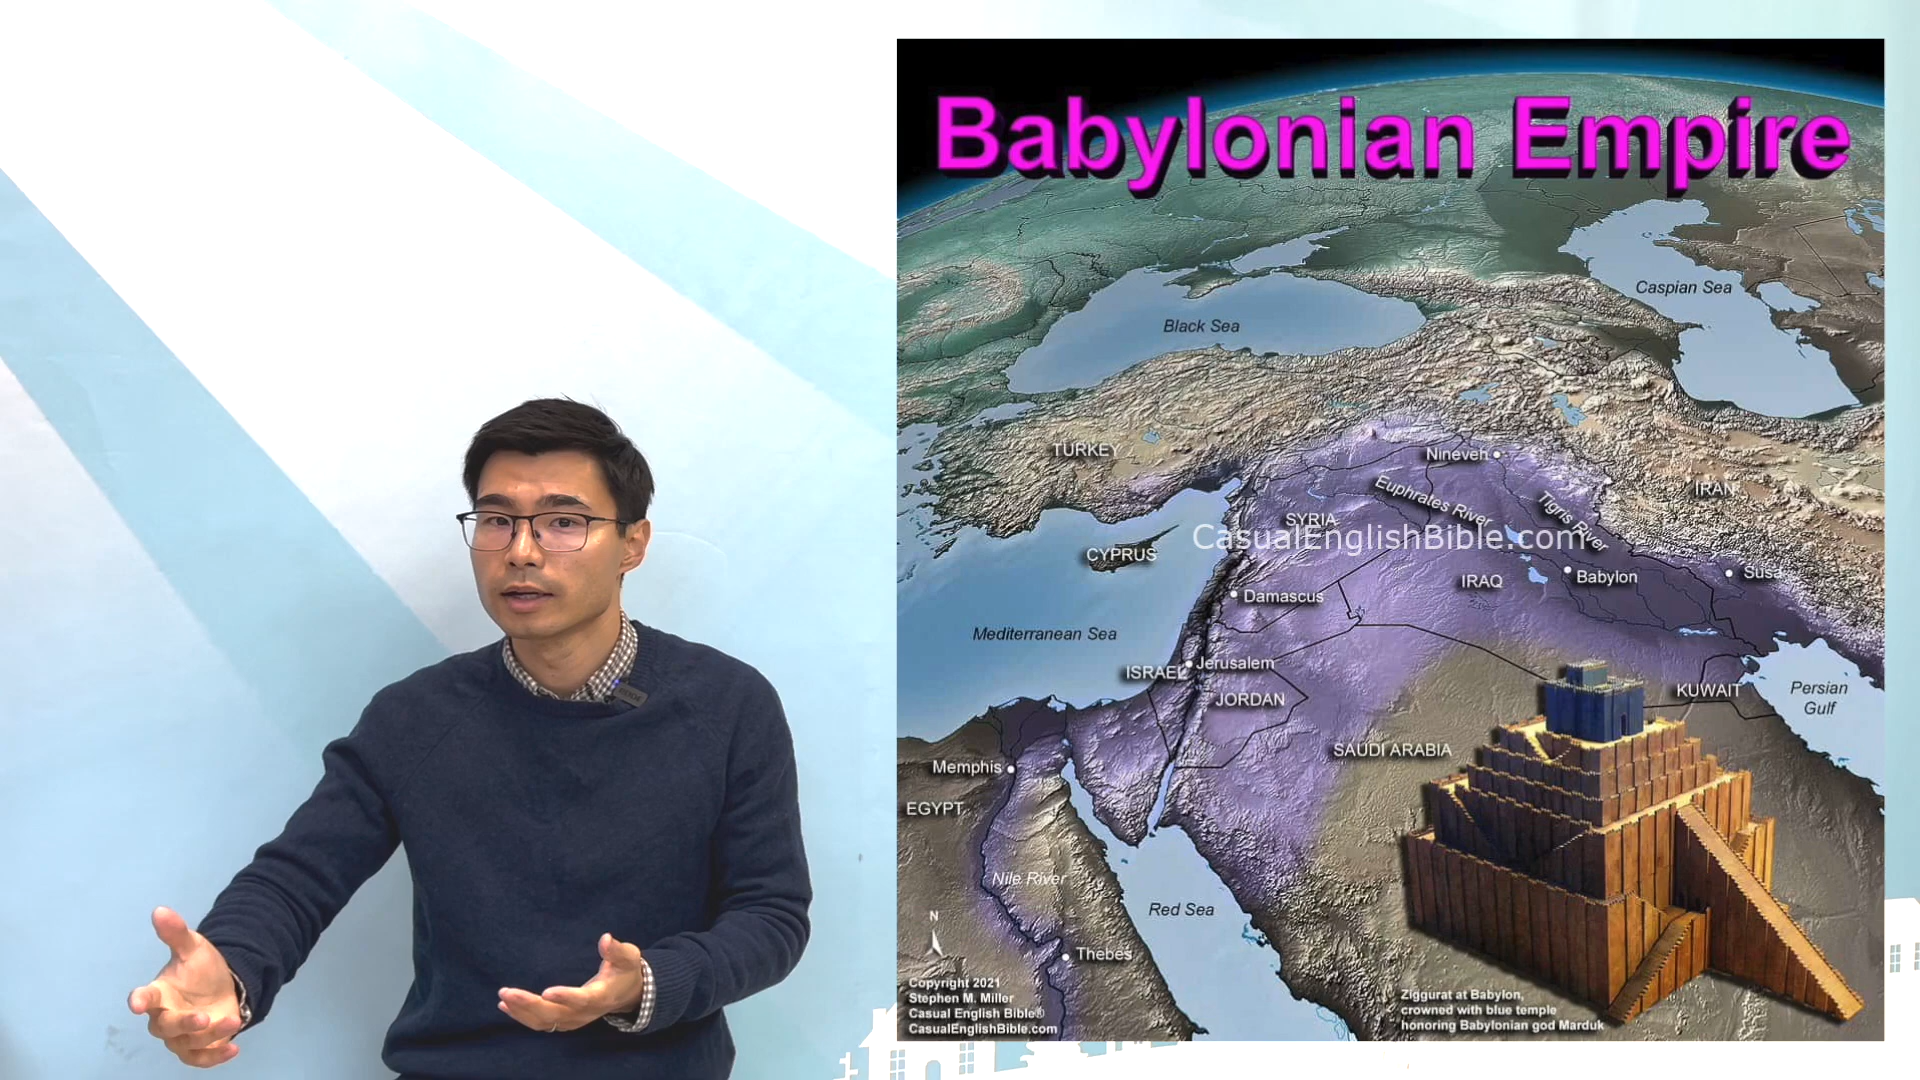 Babylonian Empire
Caspian Sea
Black Sea
TURKEY
Nineveh
Euphrates River
Tigris River
IRAN
SYRIA
CasualEnglishBible.com
CYPRUS
IRAQ
Babylon
Susa
Damascus
Mediterranean Sea
ISRAEL
Jerusalem
JORDAN
KUWAIT
Persian
Gulf
SAUDI ARABIA
Memphis
EGYPT
Nile River
Red Sea
N
Thebes
Copyright 2021
Stephen M. Miller
Casual English Bible®
CasualEnglishBible.com
Ziggurat at Babylon,
crowned with blue temple
honoring Babylonian god Marduk